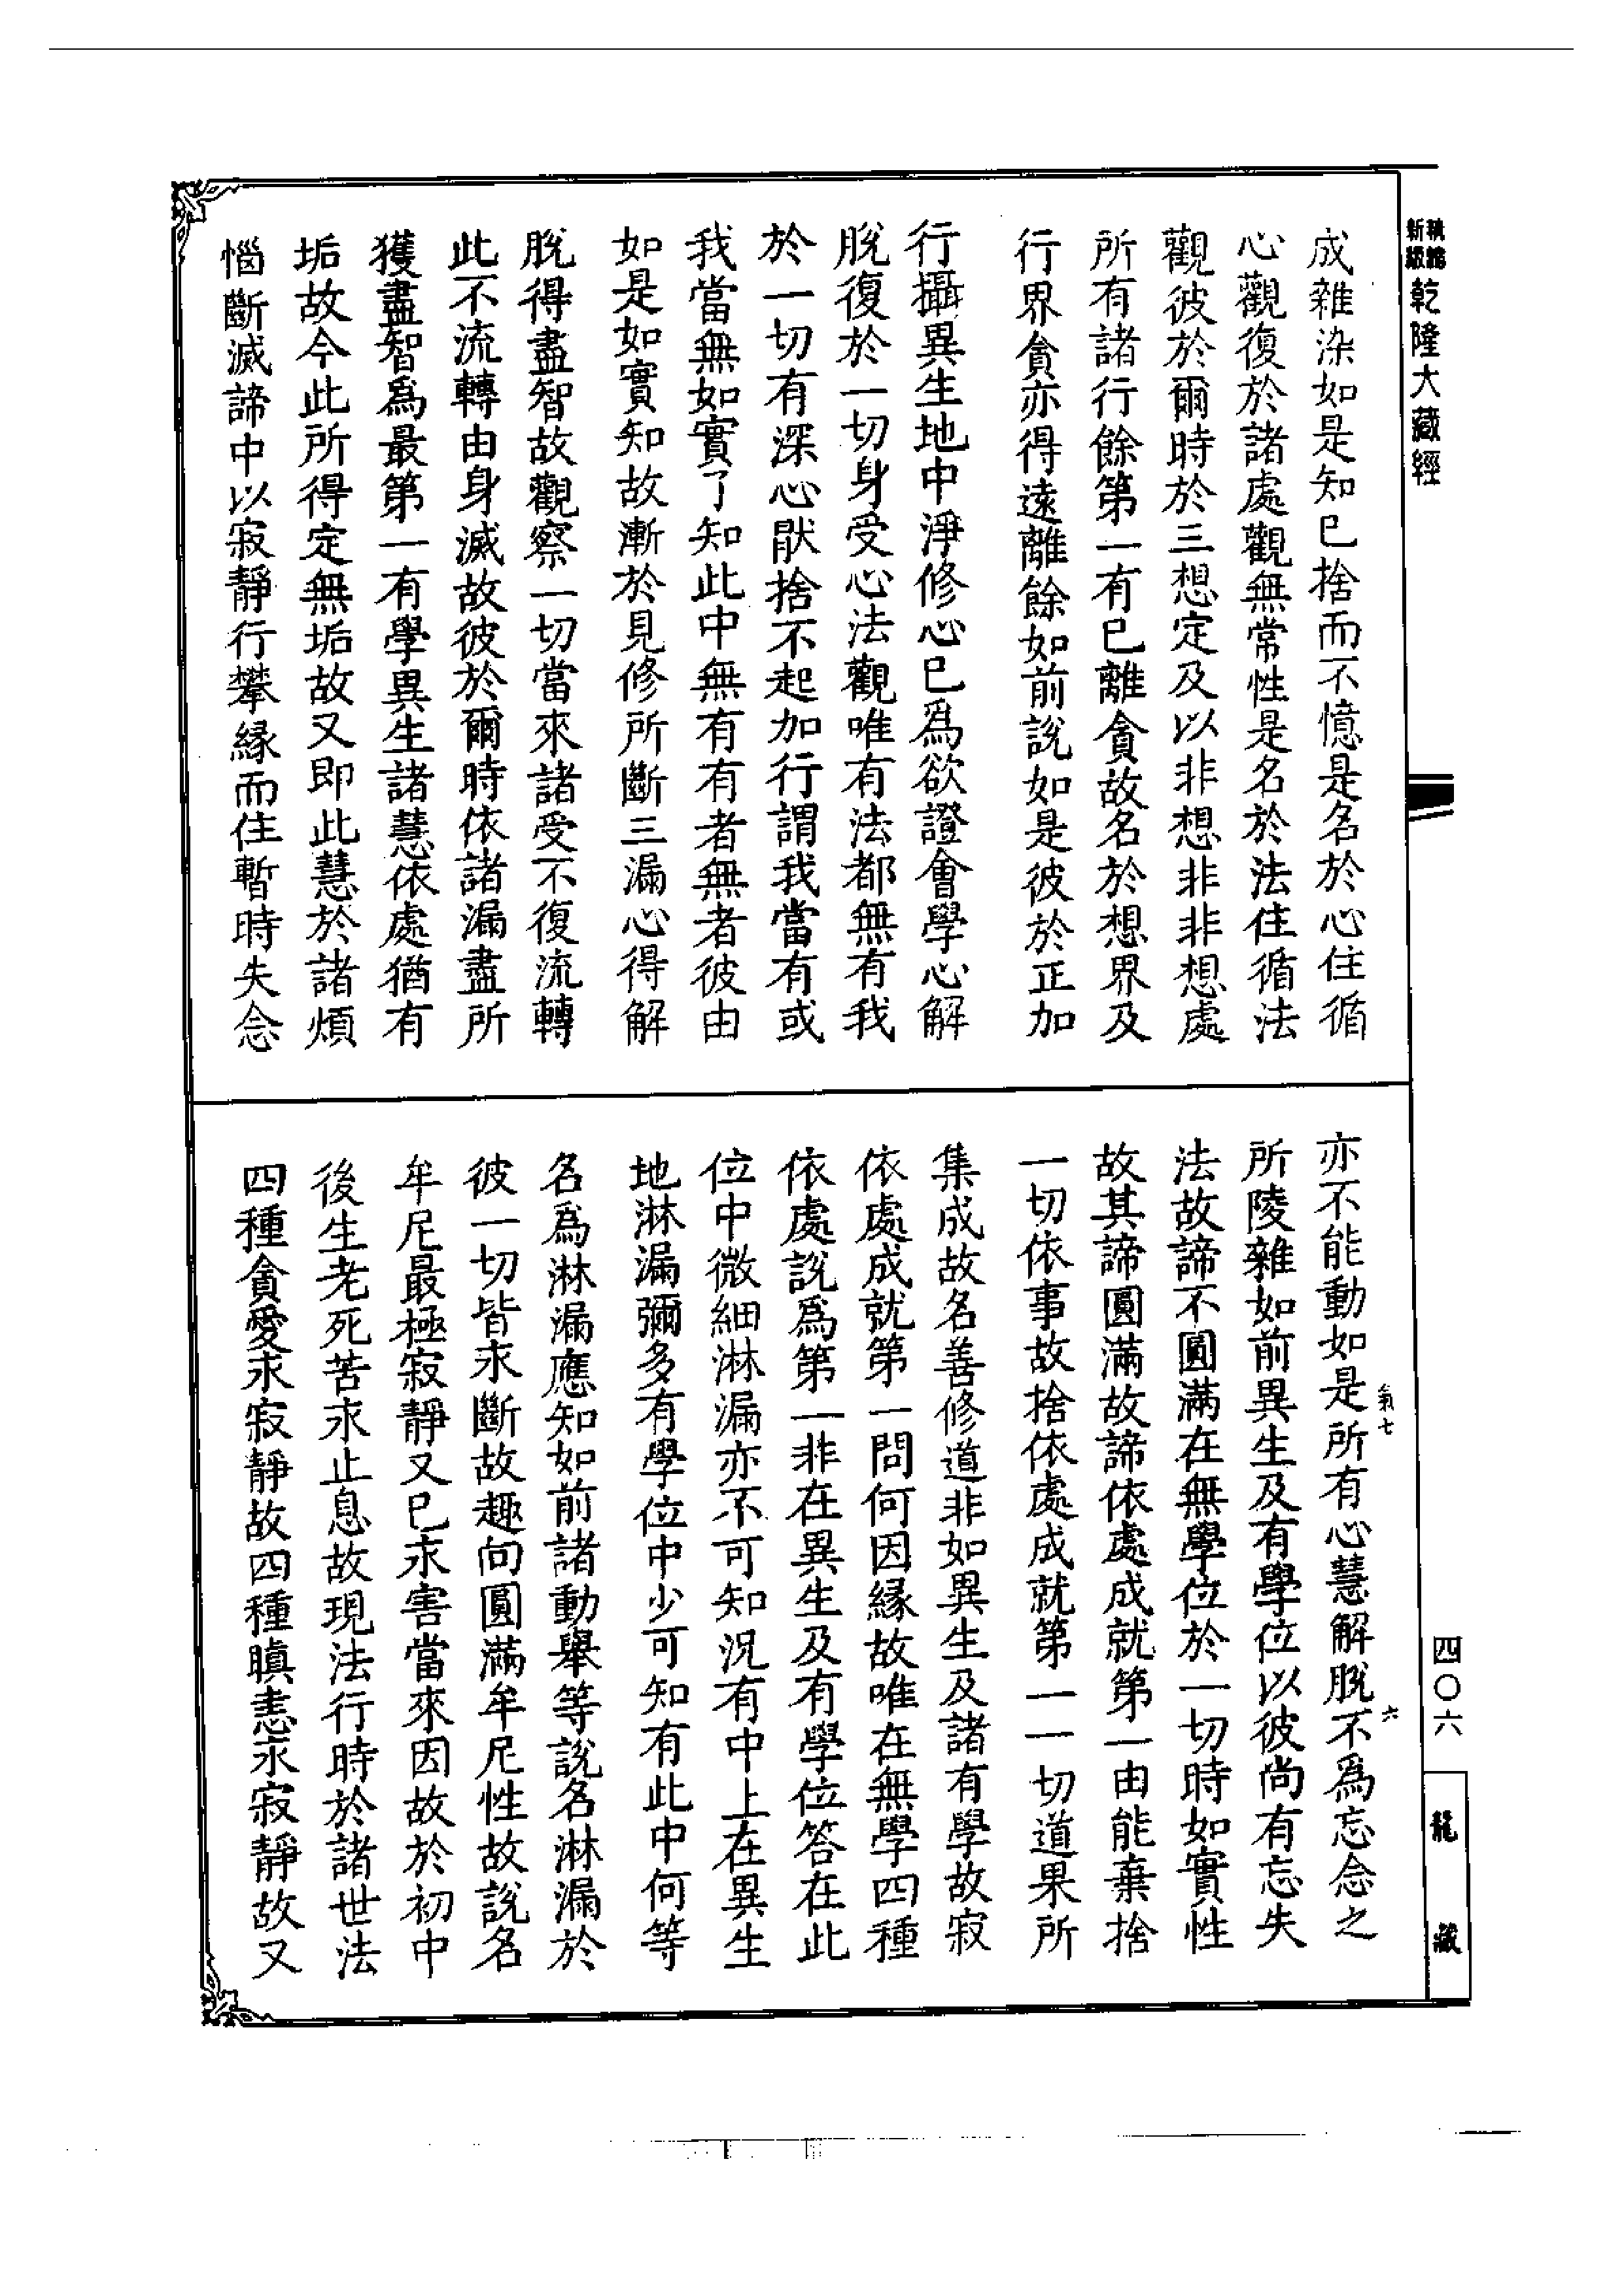 乾隆大藏經
成雜染如是知已捨而不憶是名於心住循
心觀復於諸處觀無常性是名於法住循法
觀彼於爾時於三想定及以非想非非想處
所有諸行餘第一有已離貪故名於想界及
行界貪亦得遠離餘如前說如是彼於正加
行攝異生地中淨修心已為欲證會學心解
脫復於一切身受心法觀唯有法都無有我
於一切有深心厭捨不起加行謂我當有或
我當無如實了知此中無有有者無者彼由
如是如實知故漸於見修所斷三漏心得解
脫得盡智故觀察一切當來諸受不復流轉
此不流轉由身滅故彼於爾時依諸漏盡所
獲盡智為最第一有學異生諸慧依處猶有
垢故今此所得定無垢故又即此慧於諸煩
惱斷滅諦中以寂靜行攀緣而住暫時失念
亦不能動如是所有心慧解脫不為忘念之
所陵雜如前異生及有學位以彼尚有忘失
法故諦不圓滿在無學位於一切時如實性
故其諦圓滿故諦依處成就第一由能棄捨
一切依事故捨依處成就第一一切道果所
集成故名善修道非如異生及諸有學故寂
依處成就第一問何因緣故唯在無學四種
依處說為第一非在異生及有學位答在此
位中微細淋漏亦不可知況有中上在異生
地淋漏彌多有學位中少可知有此中何等
名為淋漏應知如前諸動舉等說名淋漏於
彼一切皆永斷故趣向圓滿牟尼性故說名
牟尼最極寂靜又已永害當來因故於初中
後生老死苦永止息故現法行時於諸世法
四種貪愛永寂靜故四種瞋恚永寂靜故又
氣七
六
四〇六
龍藏